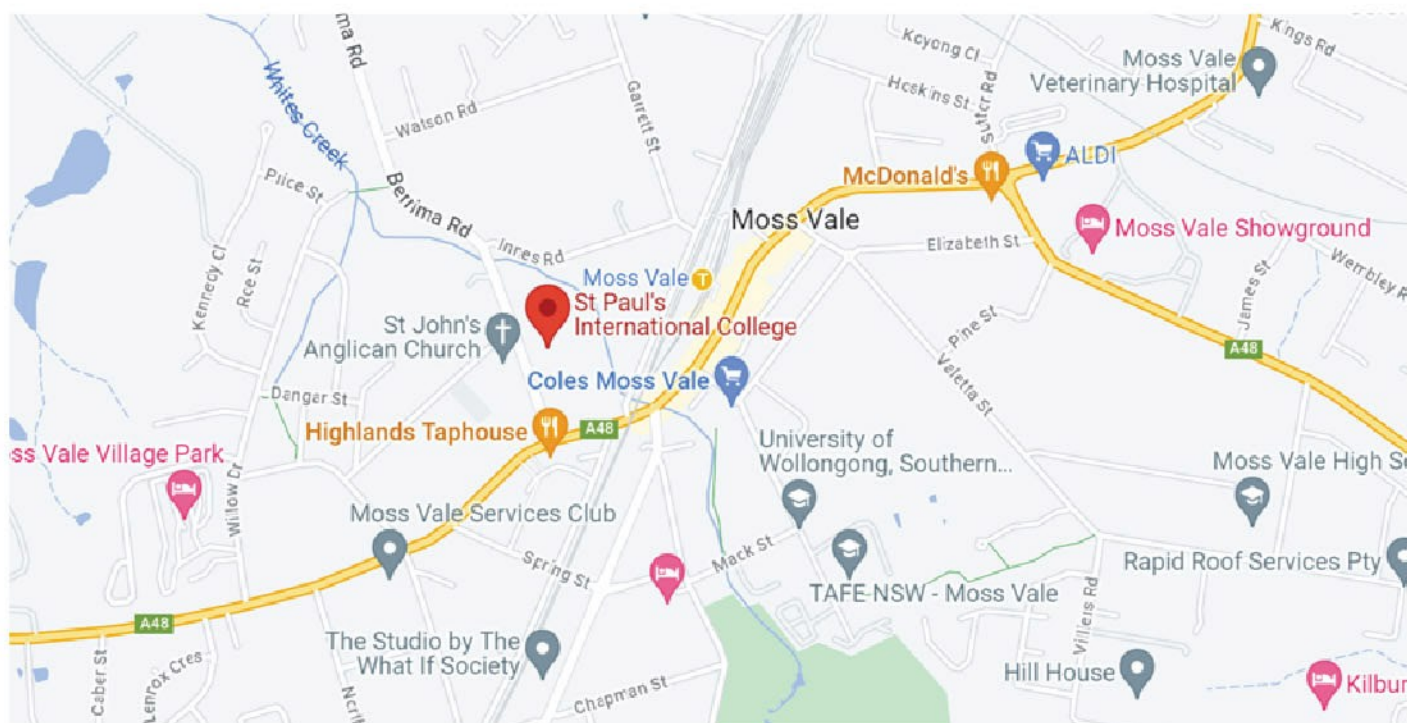 Kings Rd
Koyong Cl
Moss Vale
Veterinary Hospital
ma Rd
Hoskins St
Suttor Rd
Whites Creek
Garrett St
Watson Rd
ALDI
McDonald's
Price St
Berrima Rd
Moss Vale
Elizabeth St
Moss Vale Showground
Innes Rd
Kennedy Cl
Rce St
Moss Vale
T
St Paul's
International College
James St
Wembley R
St John's
Anglican Church
Pine St
A48
Valetta St
Coles Moss Vale
Dangar St
Highlands Taphouse
A48
University of
Wollongong, Southern...
ss Vale Village Park
Moss Vale High Sc
Willow Dr
Moss Vale Services Club
Spring St
Mack St
Rapid Roof Services Pty
TAFE NSW - Moss Vale
Villiers Rd
A48
The Studio by The
What If Society
Hill House
Caber St
Lenrox Cres
Chapman St
Kilbur